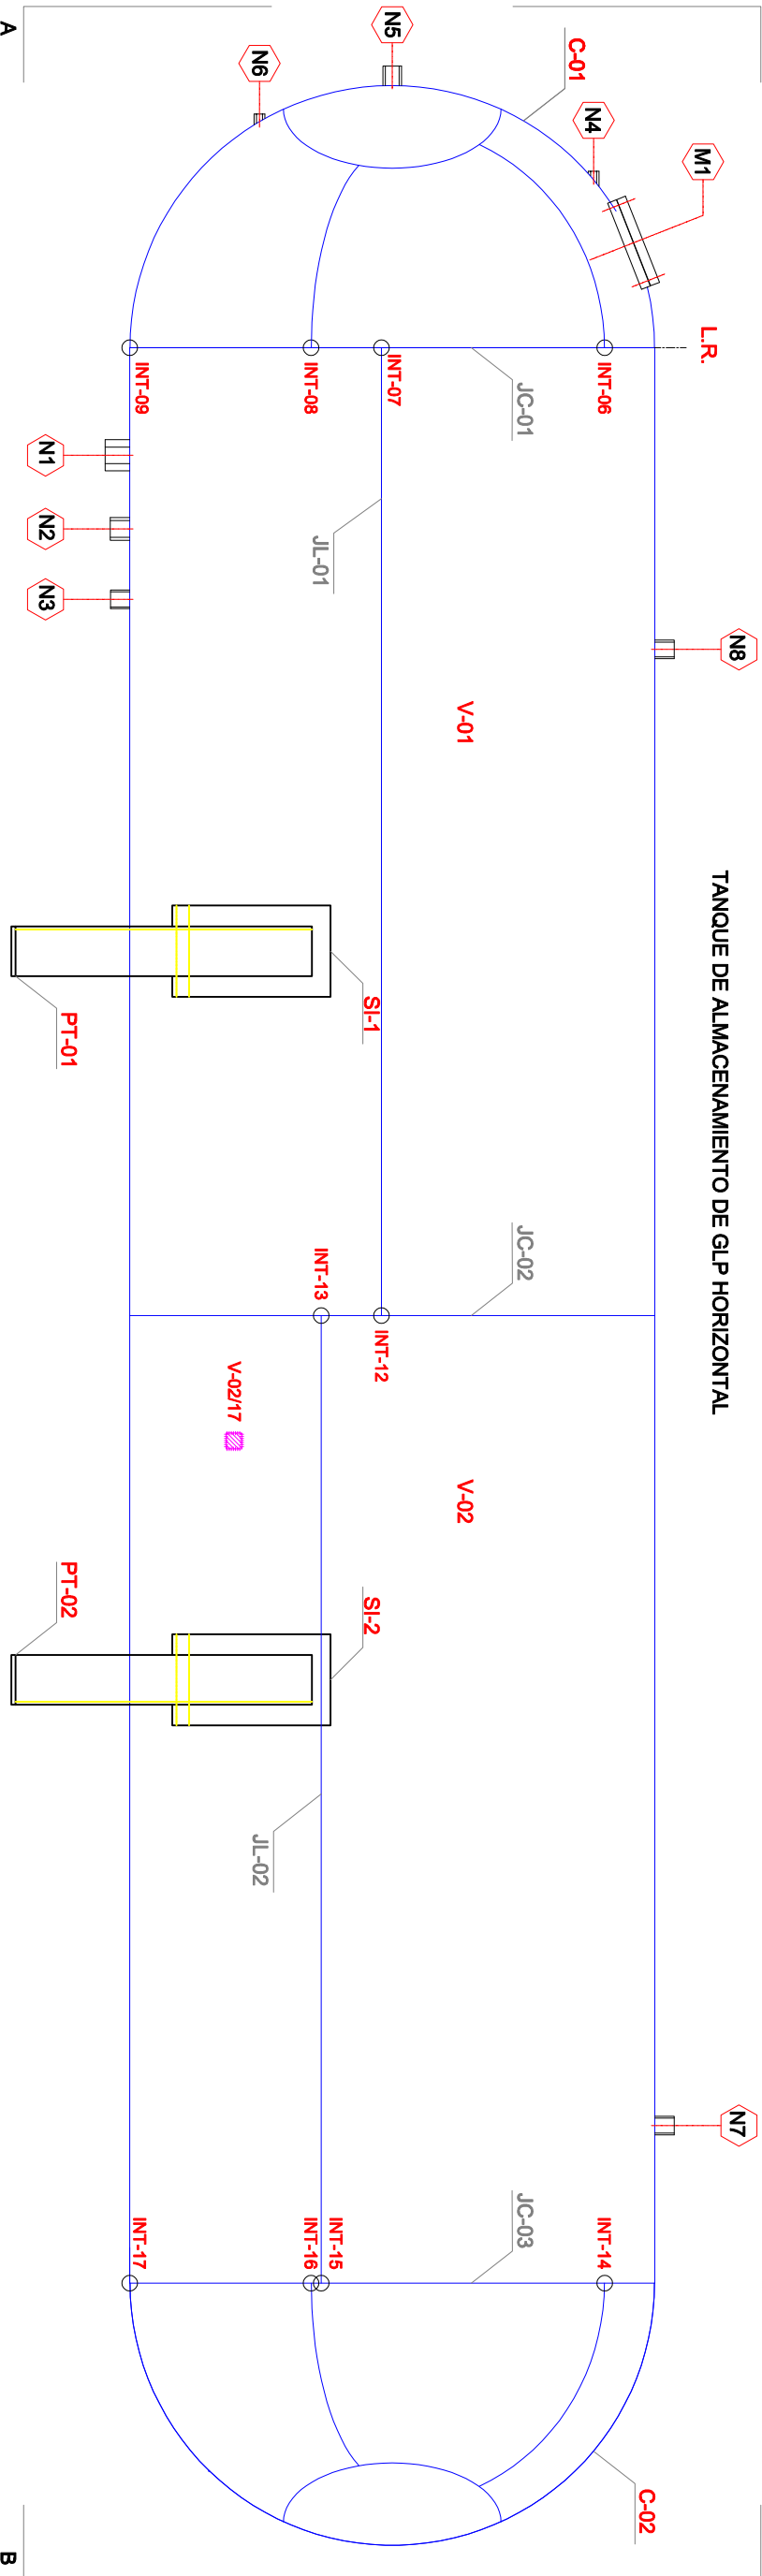 TANQUE DE ALMACENAMIENTO DE GLP HORIZONTAL
M1
L.R.
N8
N7
C-01
N4
C-02
INT-06
INT-14
JC-01
JC-02
JC-03
V-01
V-02
N5
INT-07
INT-12
SI-1
SI-2
JL-01
INT-08
INT-13
INT-15
INT-16
N6
V-02/17
JL-02
INT-09
INT-17
PT-01
PT-02
N1
N2
N3
A
B